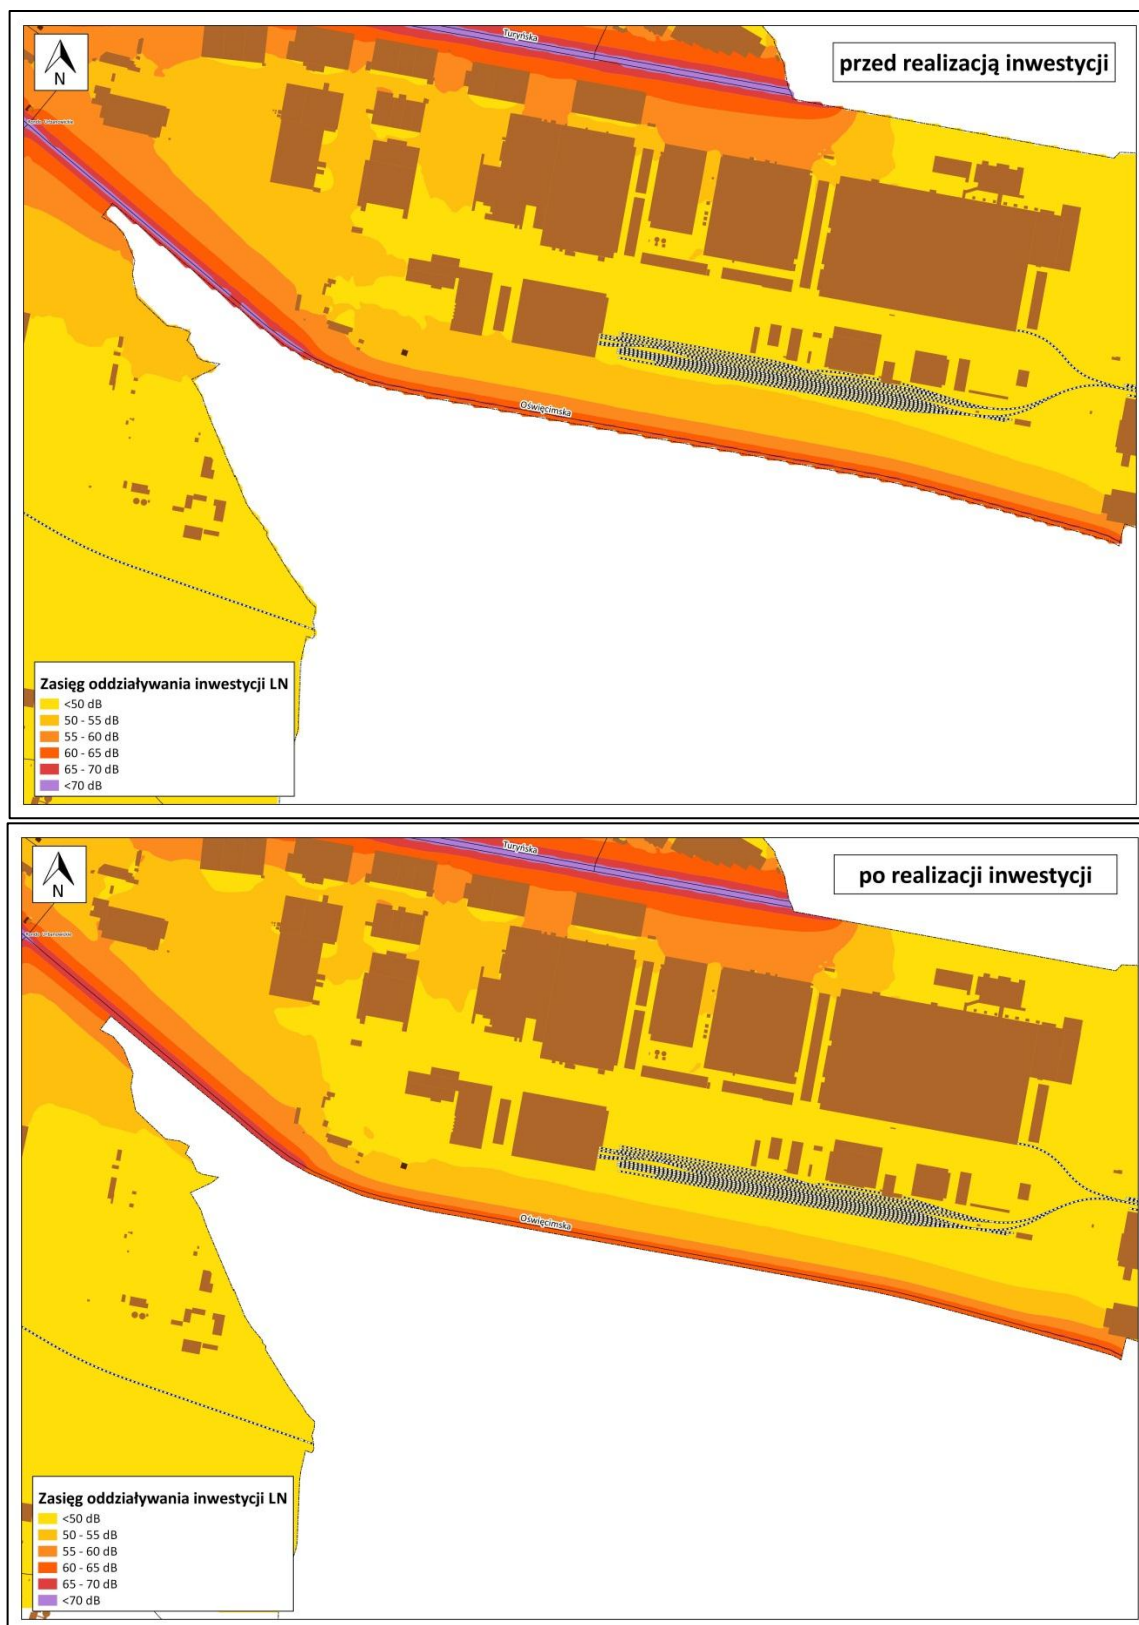 Turyńska
przed realizacją inwestycji
N
Oświęcimska
Zasięg oddziaływania inwestycji LN
<50 dB
50 - 55 dB
55 - 60 dB
60 - 65 dB
65 - 70 dB
<70 dB
Turyńska
po realizacji inwestycji
N
Oświęcimska
Zasięg oddziaływania inwestycji LN
<50 dB
50 - 55 dB
55 - 60 dB
60 - 65 dB
65 - 70 dB
<70 dB